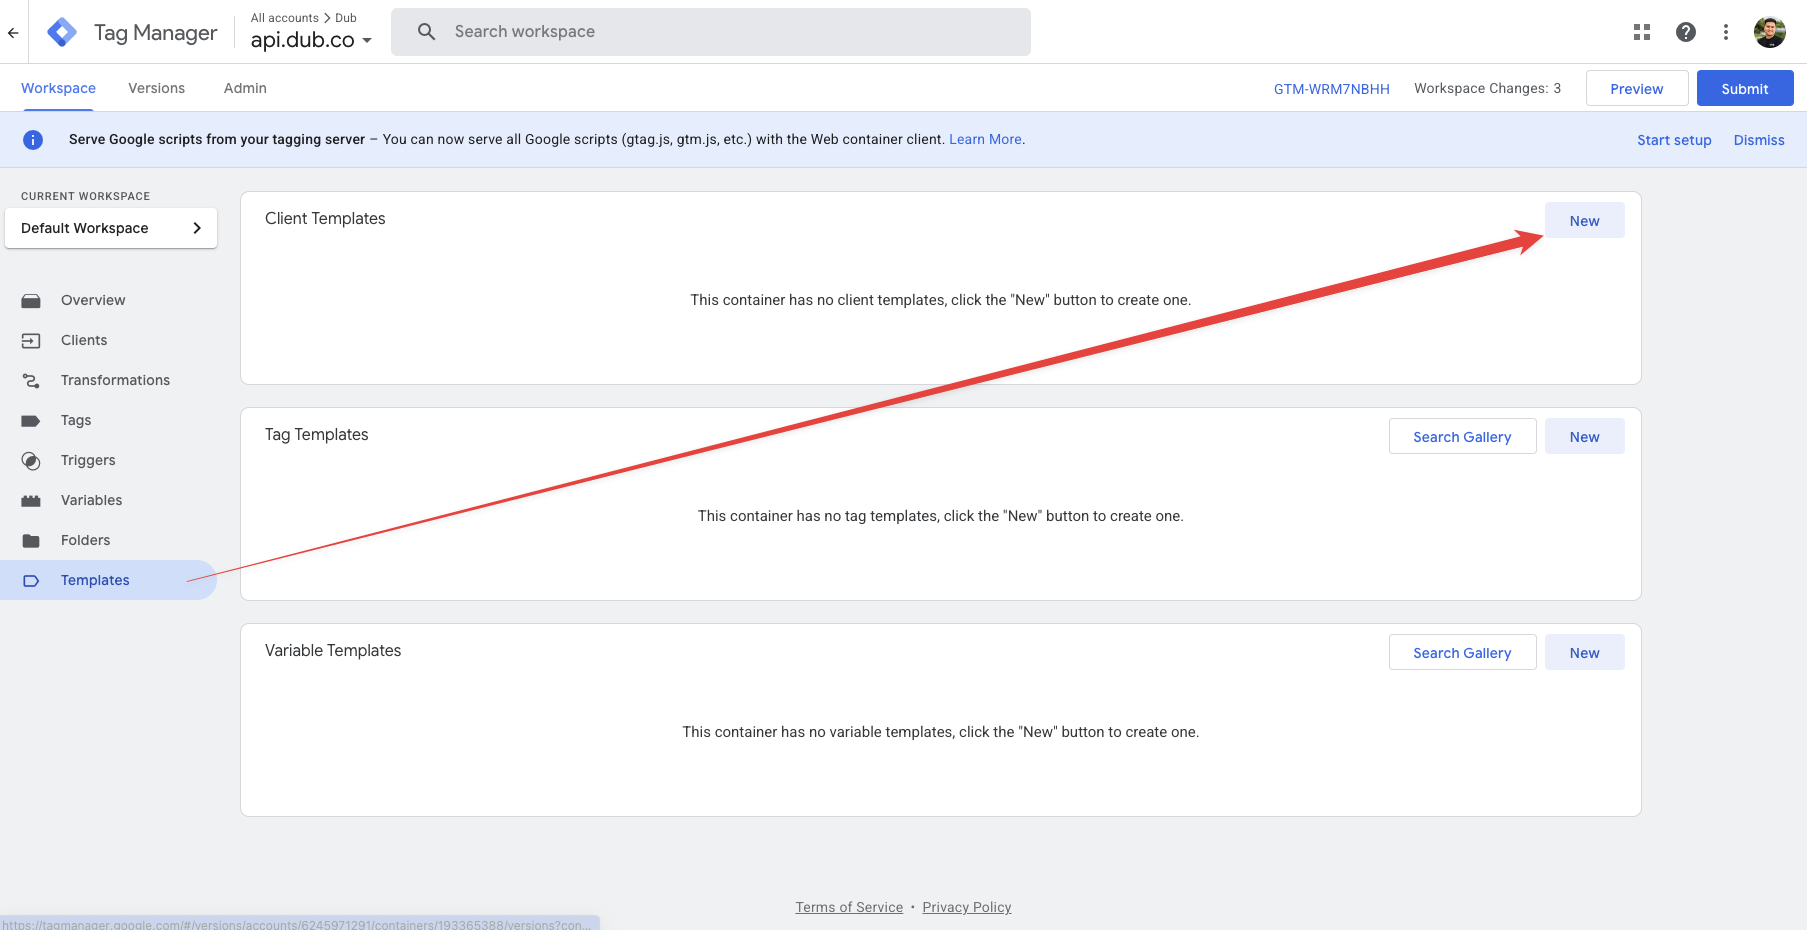 All accounts > Dub
Tag Manager
api.dub.co
Search workspace
Workspace
Versions
Admin
GTM-WRM7NBHH
Workspace Changes: 3
Preview
Submit
Serve Google scripts from your tagging server – You can now serve all Google scripts (gtag.js, gtm.js, etc.) with the Web container client. Learn More.
Start setup
Dismiss
CURRENT WORKSPACE
Default Workspace
Overview
Clients
Transformations
Tags
Triggers
Variables
Folders
Templates
Client Templates
New
This container has no client templates, click the "New" button to create one.
Tag Templates
Search Gallery
New
This container has no tag templates, click the "New" button to create one.
Variable Templates
Search Gallery
New
This container has no variable templates, click the "New" button to create one.
Terms of Service • Privacy Policy
https://tagmanager.google.com/#/versions/accounts/6245971291/containers/193365388/versions?con...